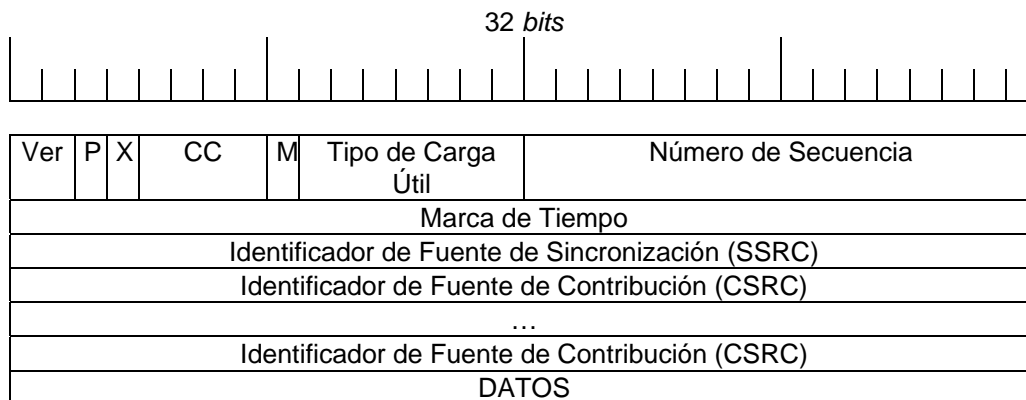 32 bits
Ver P X CC M Tipo de Carga Útil Número de Secuencia
Marca de Tiempo
Identificador de Fuente de Sincronización (SSRC)
Identificador de Fuente de Contribución (CSRC)
…
Identificador de Fuente de Contribución (CSRC)
DATOS